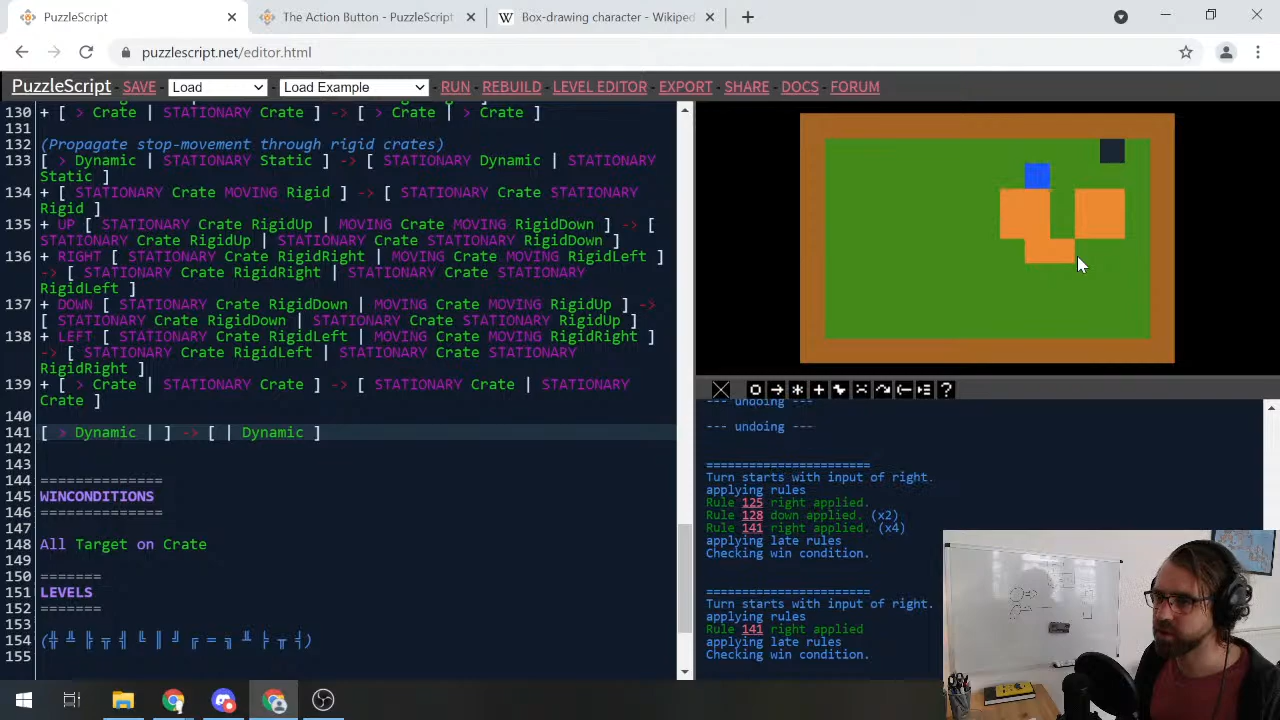 PuzzleScript
The Action Button - PuzzleScript
Box-drawing character - Wikiped
puzzlescript.net/editor.html
PuzzleScript - SAVE - Load Load Example - RUN - REBUILD - LEVEL EDITOR - EXPORT - SHARE - DOCS - FORUM
130 + [ > Crate | STATIONARY Crate ] -> [ > Crate | > Crate ]
131
132 (Propagate stop-movement through rigid crates)
133 [ > Dynamic | STATIONARY Static ] -> [ STATIONARY Dynamic | STATIONARY
Static ]
134 + [ STATIONARY Crate MOVING Rigid ] -> [ STATIONARY Crate STATIONARY
Rigid ]
135 + UP [ STATIONARY Crate RigidUp | MOVING Crate MOVING RigidDown ] -> [
STATIONARY Crate RigidUp | STATIONARY Crate STATIONARY RigidDown ]
136 + RIGHT [ STATIONARY Crate RigidRight | MOVING Crate MOVING RigidLeft ]
-> [ STATIONARY Crate RigidRight | STATIONARY Crate STATIONARY
RigidLeft ]
137 + DOWN [ STATIONARY Crate RigidDown | MOVING Crate MOVING RigidUp ] ->
[ STATIONARY Crate RigidDown | STATIONARY Crate STATIONARY RigidUp ]
138 + LEFT [ STATIONARY Crate RigidLeft | MOVING Crate MOVING RigidRight ]
-> [ STATIONARY Crate RigidLeft | STATIONARY Crate STATIONARY
RigidRight ]
139 + [ > Crate | STATIONARY Crate ] -> [ STATIONARY Crate | STATIONARY
Crate ]
140
141 [ > Dynamic | ] -> [ | Dynamic ]
142
143
144 ==============
145 WINCONDITIONS
146 ==============
147
148 All Target on Crate
149
150 =======
151 LEVELS
152 =======
153
154 (╬ ╩ ╠ ╦ ╣ ╚ ║ ╝ ╔ = ╗ ╨ ╞ ╥ ╡)
155
--- undoing ---
--- undoing ---
=======================
Turn starts with input of right.
applying rules
Rule 125 right applied.
Rule 128 down applied. (x2)
Rule 141 right applied. (x4)
applying late rules
Checking win condition.
=======================
Turn starts with input of right.
applying rules
Rule 141 right applied
applying late rules
Checking win condition.